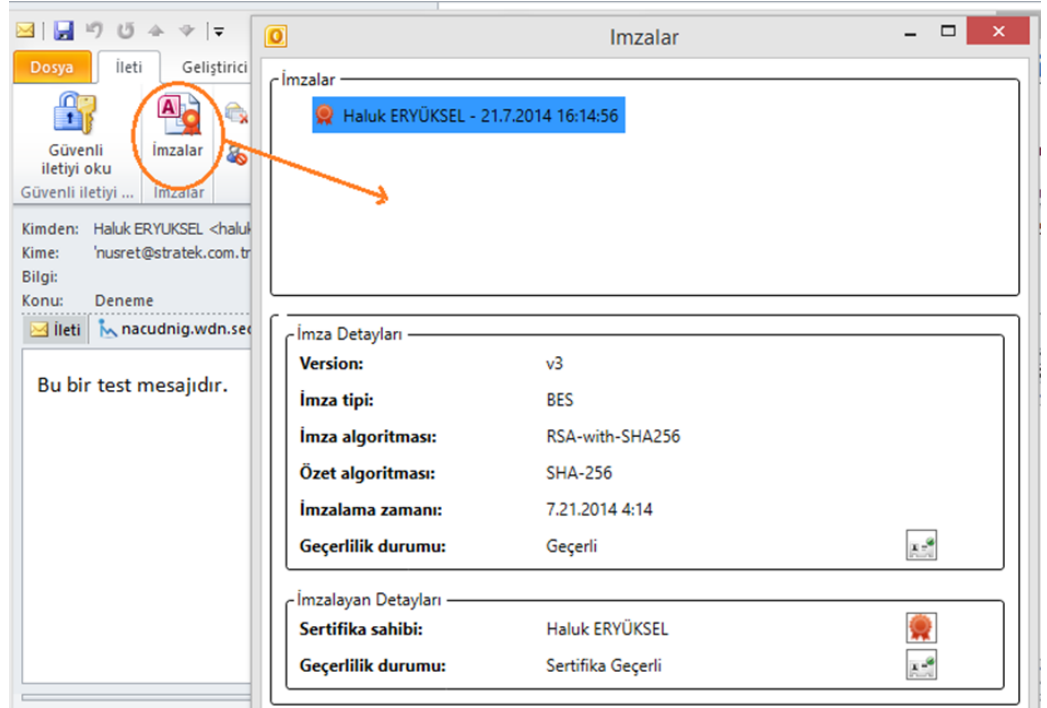 Dosya
İleti
Geliştirici
Güvenli
iletiyi oku
İmzalar
Güvenli iletiyi ...
İmzalar
Kimden: Haluk ERYUKSEL <haluk
Kime: 'nusret@stratek.com.tr
Bilgi:
Konu: Deneme
İleti
nacudnig.wdn.sec
Bu bir test mesajıdır.
Imzalar
İmzalar
Haluk ERYÜKSEL - 21.7.2014 16:14:56
İmza Detayları
Version: v3
İmza tipi: BES
İmza algoritması: RSA-with-SHA256
Özet algoritması: SHA-256
İmzalama zamanı: 7.21.2014 4:14
Geçerlilik durumu: Geçerli
İmzalayan Detayları
Sertifika sahibi: Haluk ERYÜKSEL
Geçerlilik durumu: Sertifika Geçerli